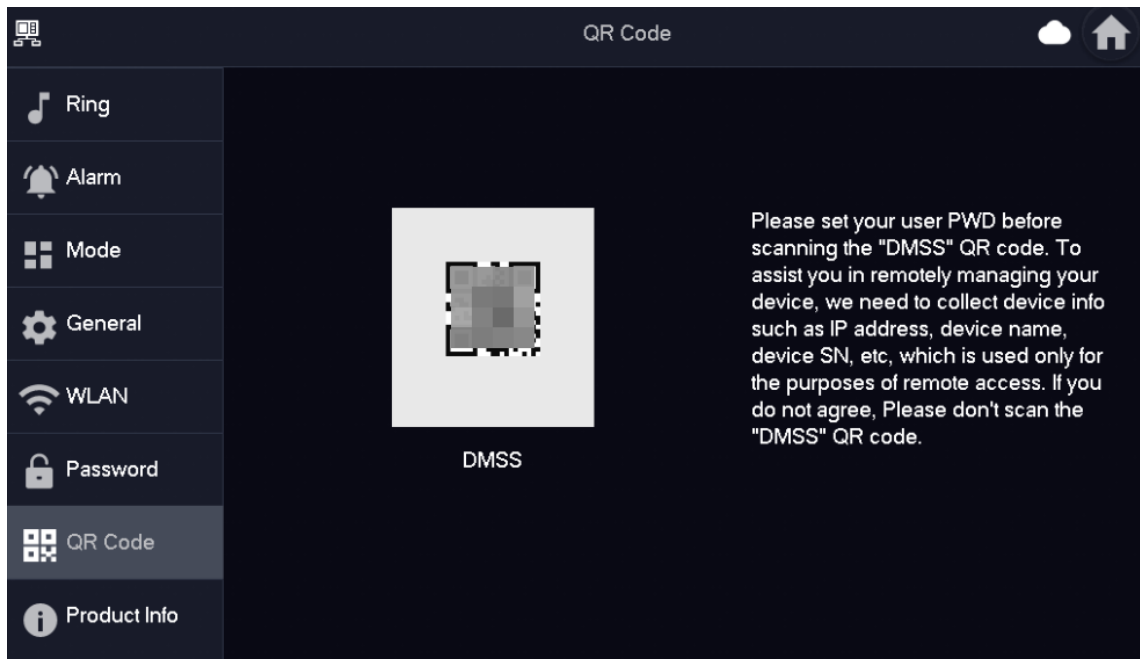 QR Code
Ring
Alarm
Mode
General
WLAN
Password
QR Code
Product Info
DMSS
Please set your user PWD before
scanning the "DMSS" QR code. To
assist you in remotely managing your
device, we need to collect device info
such as IP address, device name,
device SN, etc, which is used only for
the purposes of remote access. If you
do not agree, Please don't scan the
"DMSS" QR code.